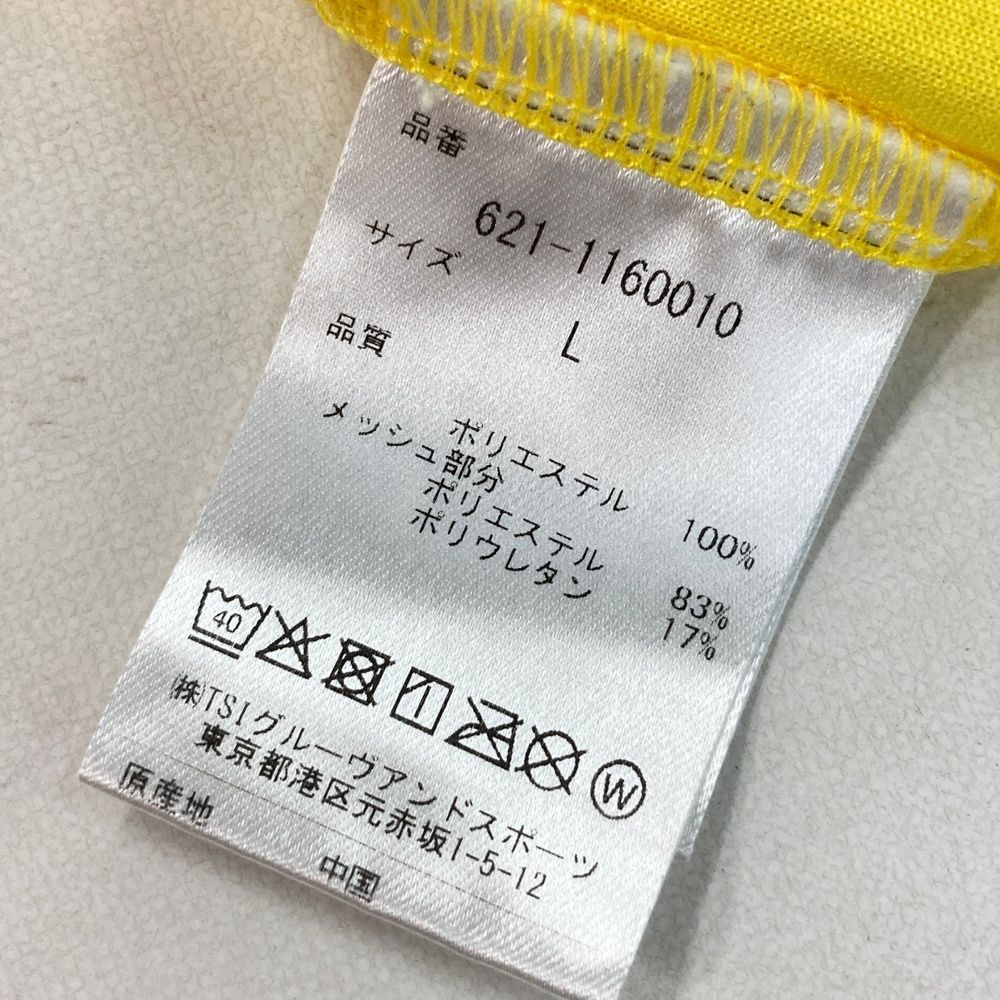 品番
621-1160010
サイズ
L
品質
ポリエステル 100%
メッシュ部分
ポリエステル 83%
ポリウレタン 17%
40
W
(株)TSIグルーヴアンドスポーツ
東京都港区元赤坂1-5-12
原産地
中国